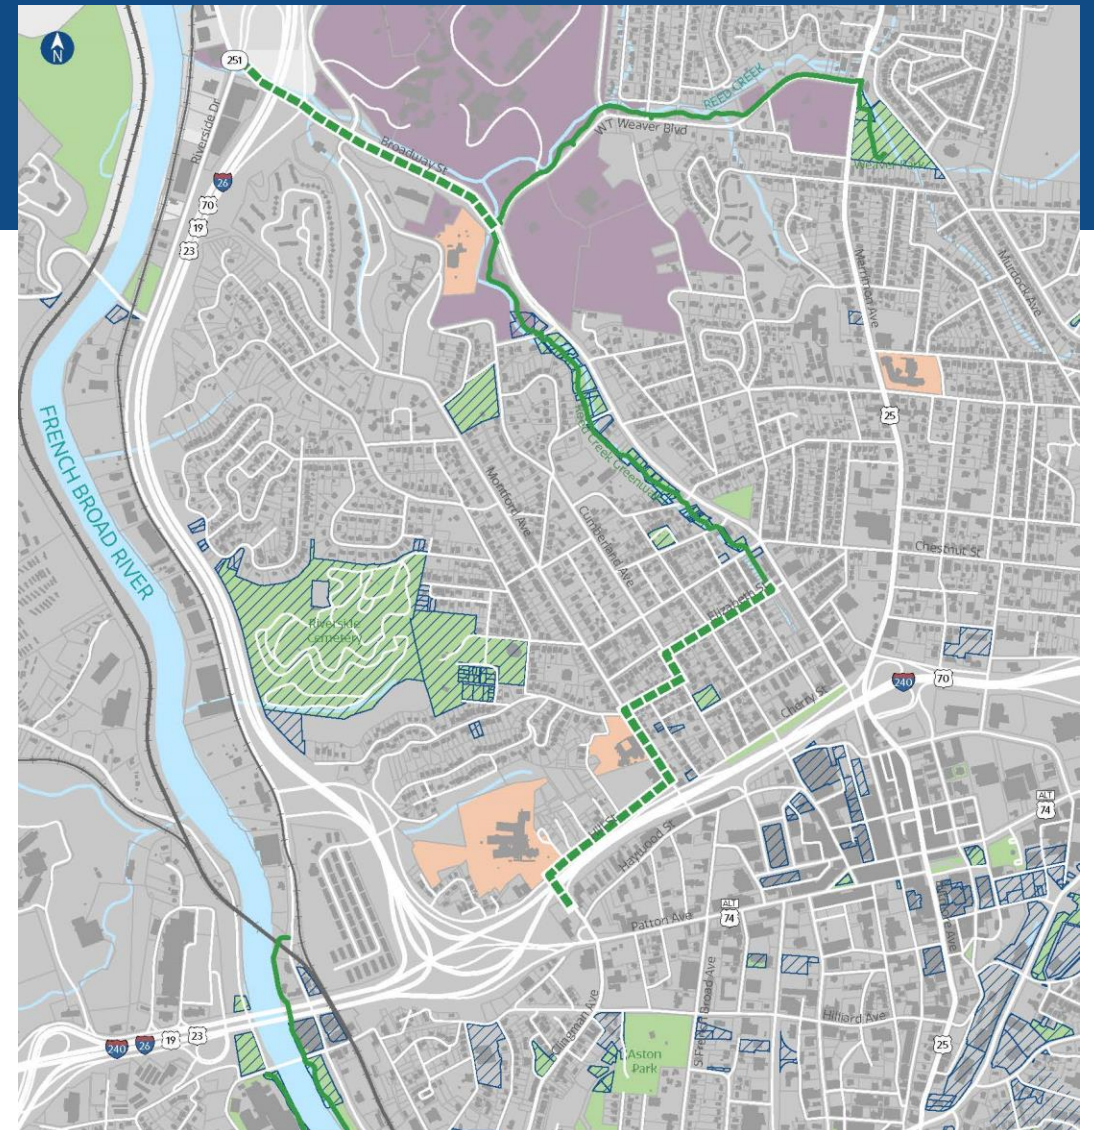 N
251
REED CREEK
WT Weaver Blvd
Riverside Dr
Broadway St
Weaver Park
26
70
19
23
Merrimon Ave
Murdock Ave
25
FRENCH BROAD RIVER
Reed Creek Greenway
Montford Ave
Cumberland Ave
Chestnut St
Elizabeth St
Riverside
Cemetery
240
70
Cherry St
ALT
74
Hill St
Haywood St
ALT
74
Patton Ave
Biltmore Ave
S French Broad Ave
Clingman Ave
Hilliard Ave
240
26
19
23
25
Aston
Park